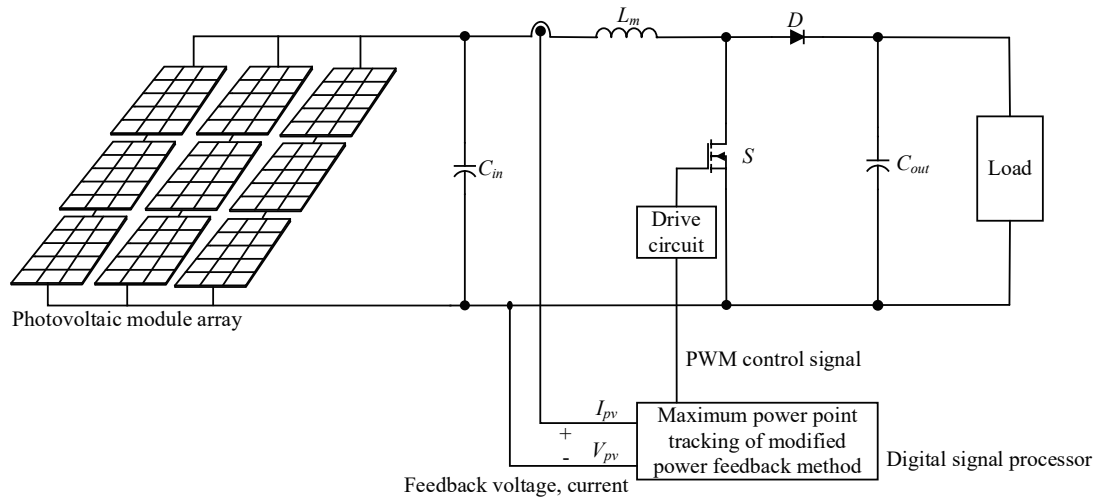 L_m
D
C_in
S
C_out
Load
Drive
circuit
Photovoltaic module array
PWM control signal
I_pv
+
-
V_pv
Maximum power point
tracking of modified
power feedback method
Digital signal processor
Feedback voltage, current